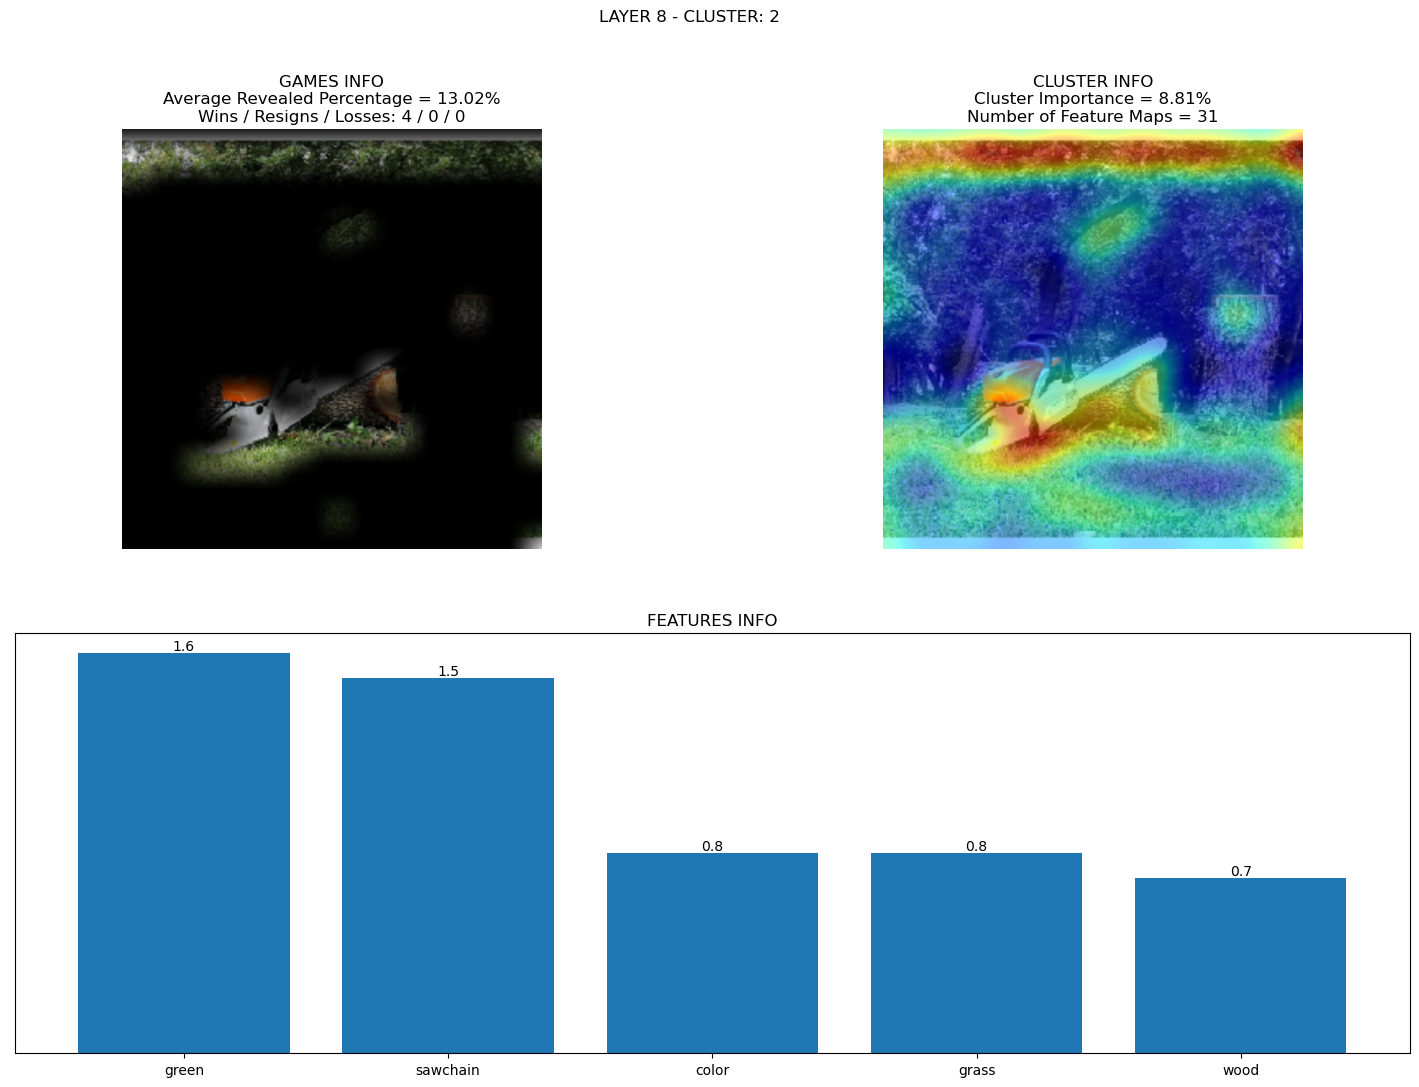 LAYER 8 - CLUSTER: 2
GAMES INFO
Average Revealed Percentage = 13.02%
Wins / Resigns / Losses: 4 / 0 / 0
CLUSTER INFO
Cluster Importance = 8.81%
Number of Feature Maps = 31
FEATURES INFO
1.6
1.5
0.8
0.8
0.7
green
sawchain
color
grass
wood